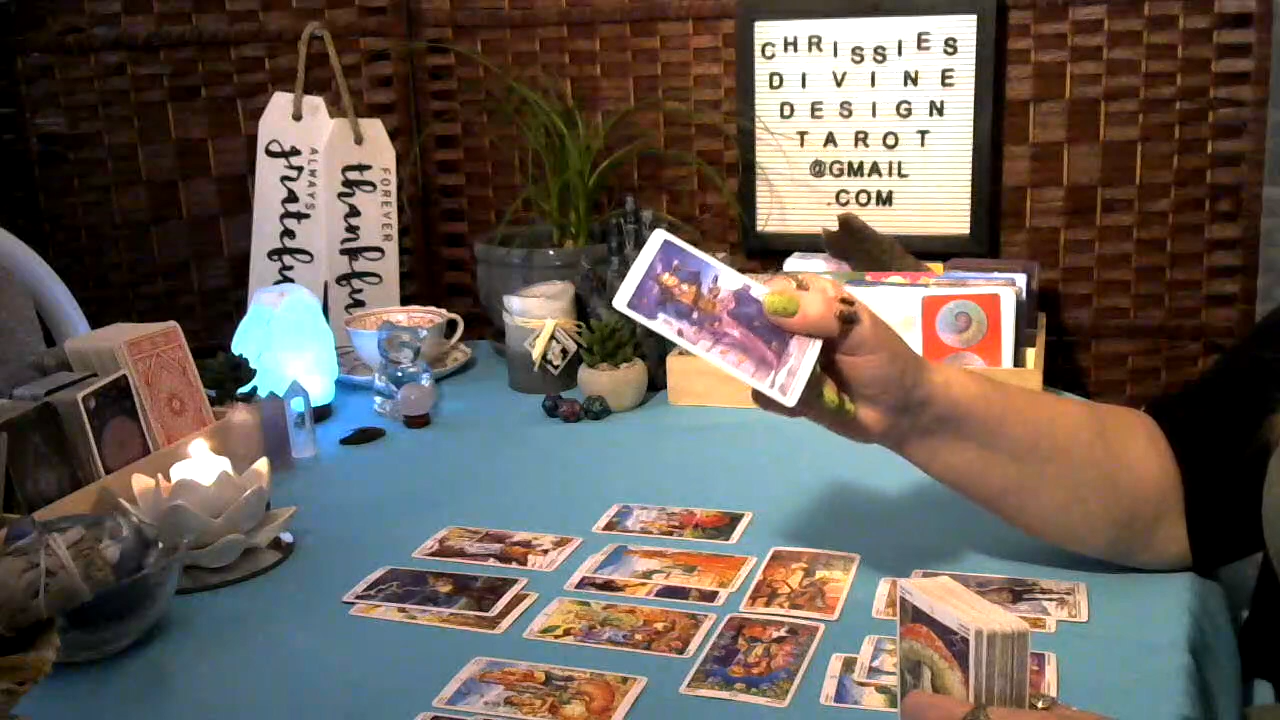 ALWAYS
grateful
FOREVER
thankful
CHRISSIES
DIVINE
DESIGN
TAROT
@GMAIL
.COM